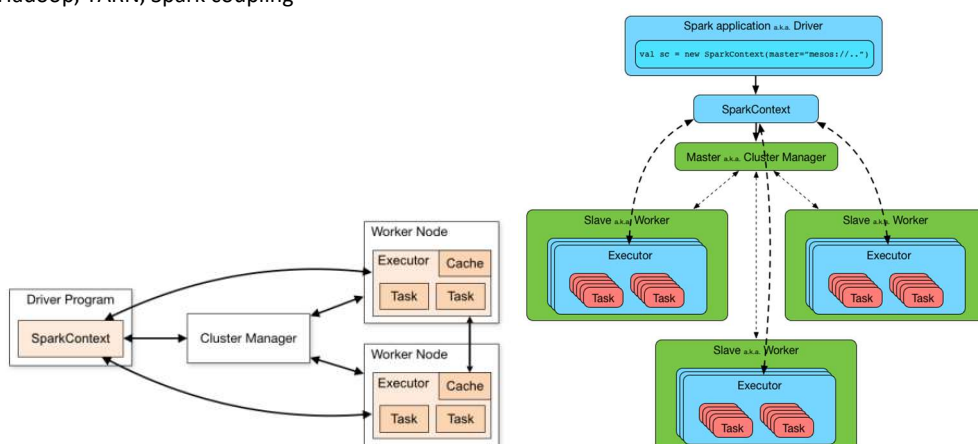 Hadoop, YARN, Spark coupling
Driver Program
SparkContext
Cluster Manager
Worker Node
Executor
Cache
Task
Task
Worker Node
Executor
Cache
Task
Task
Spark application a.k.a. Driver
val sc = new SparkContext(master="mesos://..")
SparkContext
Master a.k.a. Cluster Manager
Slave a.k.a. Worker
Executor
Task
Task
Slave a.k.a. Worker
Executor
Task
Task
Slave a.k.a. Worker
Executor
Task
Task